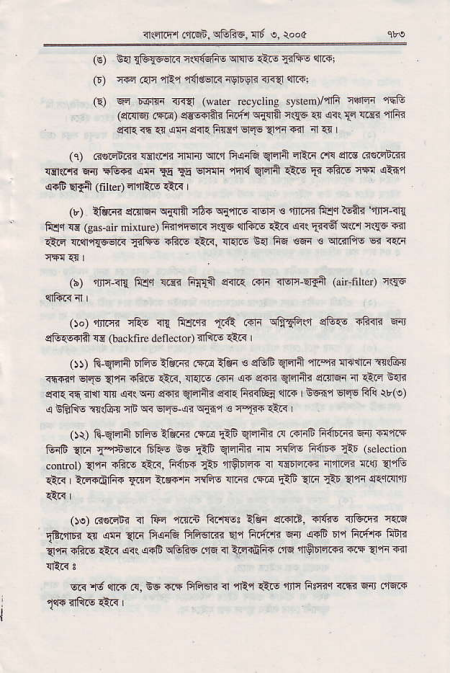 বাংলাদেশ গেজেট, অতিরিক্ত, মার্চ ৩, ২০০৫ ৭৮৩
(ঙ) উহা যুক্তিযুক্তভাবে সংঘর্ষজনিত আঘাত হইতে সুরক্ষিত থাকে;
(চ) সকল হোস পাইপ পর্যাপ্তভাবে নড়াচড়ার ব্যবস্থা থাকে;
(ছ) জল চক্রায়ন ব্যবস্থা (water recycling system)/পানি সঞ্চালন পদ্ধতি
(প্রযোজ্য ক্ষেত্রে) প্রস্তুতকারীর নির্দেশ অনুযায়ী সংযুক্ত হয় এবং মূল যন্ত্রের পানির
প্রবাহ বন্ধ হয় এমন প্রবাহ নিয়ন্ত্রণ ভাল্‌ভ স্থাপন করা না হয়।
(৭) রেগুলেটরের যন্ত্রাংশের সামান্য আগে সিএনজি জ্বালানী লাইনে শেষ প্রান্তে রেগুলেটরের
যন্ত্রাংশের জন্য ক্ষতিকর এমন ক্ষুদ্র ক্ষুদ্র ভাসমান পদার্থ জ্বালানী হইতে দূর করিতে সক্ষম এইরূপ
একটি ছাকুনী (filter) লাগাইতে হইবে।
(৮) ইঞ্জিনের প্রয়োজন অনুযায়ী সঠিক অনুপাতে বাতাস ও গ্যাসের মিশ্রণ তৈরীর 'গ্যাস-বায়ু
মিশ্রণ যন্ত্র (gas-air mixture) নিরাপদভাবে সংযুক্ত থাকিতে হইবে এবং দূরবর্তী অংশে সংযুক্ত করা
হইলে যথোপযুক্তভাবে সুরক্ষিত করিতে হইবে, যাহাতে উহা নিজ ওজন ও আরোপিত ভর বহনে
সক্ষম হয়।
(৯) গ্যাস-বায়ু মিশ্রণ যন্ত্রের নিম্নমূখী প্রবাহে কোন বাতাস-ছাকুনী (air-filter) সংযুক্ত
থাকিবে না।
(১০) গ্যাসের সহিত বায়ু মিশ্রণের পূর্বেই কোন অগ্নিস্ফুলিংগ প্রতিহত করিবার জন্য
প্রতিহতকারী যন্ত্র (backfire deflector) রাখিতে হইবে।
(১১) দ্বি-জ্বালানী চালিত ইঞ্জিনের ক্ষেত্রে ইঞ্জিন ও প্রতিটি জ্বালানী পাম্পের মাঝখানে স্বয়ংক্রিয়
বন্ধকরণ ভাল্‌ভ স্থাপন করিতে হইবে, যাহাতে কোন এক প্রকার জ্বালানীর প্রয়োজন না হইলে উহার
প্রবাহ বন্ধ রাখা যায় এবং অন্য প্রকার জ্বালানীর প্রবাহ নিরবচ্ছিন্ন থাকে। উক্তরূপ ভাল্‌ভ বিধি ২৮(৩)
এ উল্লিখিত স্বয়ংক্রিয় সাট অব ভাল্‌ভ-এর অনুরূপ ও সম্পূরক হইবে।
(১২) দ্বি-জ্বালানী চালিত ইঞ্জিনের ক্ষেত্রে দুইটি জ্বালানীর যে কোনটি নির্বাচনের জন্য কমপক্ষে
তিনটি স্থানে সুস্পষ্টভাবে চিহ্নিত উক্ত দুইটি জ্বালানীর নাম সম্বলিত নির্বাচক সুইচ (selection
control) স্থাপন করিতে হইবে, নির্বাচক সুইচ গাড়ীচালক বা যন্ত্রচালকের নাগালের মধ্যে স্থাপতি
হইবে। ইলেকট্রোনিক ফুয়েল ইঞ্জেকশন সম্বলিত যানের ক্ষেত্রে দুইটি স্থানে সুইচ স্থাপন গ্রহণযোগ্য
হইবে।
(১৩) রেগুলেটর বা ফিল পয়েন্টে বিশেষতঃ ইঞ্জিন প্রকোষ্টে, কার্যরত ব্যক্তিদের সহজে
দৃষ্টিগোচর হয় এমন স্থানে সিএনজি সিলিন্ডারের ছাপ নির্দেশের জন্য একটি চাপ নির্দেশক মিটার
স্থাপন করিতে হইবে এবং একটি অতিরিক্ত গেজ বা ইলেকট্রনিক গেজ গাড়ীচালকের কক্ষে স্থাপন করা
যাইবে ঃ
তবে শর্ত থাকে যে, উক্ত কক্ষে সিলিন্ডার বা পাইপ হইতে গ্যাস নিঃসরণ বন্ধের জন্য গেজকে
পৃথক রাখিতে হইবে।